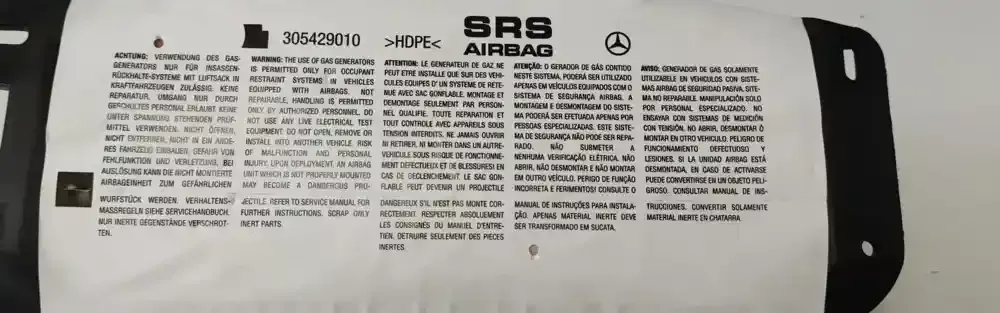 305429010
>HDPE<
SRS
AIRBAG
ACHTUNG: VERWENDUNG DES GAS-
GENERATORS NUR FÜR INSASSEN-
RÜCKHALTE-SYSTEME MIT LUFTSACK IN
KRAFTFAHRZEUGEN ZULÄSSIG. KEINE
REPARATUR, UMGANG NUR DURCH
GESCHULTES PERSONAL ERLAUBT KEINE
UNTER SPANNUNG STEHENDEN PRÜF-
MITTEL VERWENDEN. NICHT ÖFFNEN,
NICHT ENTFERNEN, NICHT IN EIN ANDE-
RES FAHRZEUG EINBAUEN. GEFAHR VON
FEHLFUNKTION UND VERLETZUNG, BEI
AUSLÖSUNG KANN DIE NICHT MONTIERTE
AIRBAGEINHEIT ZUM GEFÄHRLICHEN
WURFSTÜCK WERDEN. VERHALTENS-
MASSREGELN SIEHE SERVICEHANDBUCH.
NUR INERTE GEGENSTÄNDE VERSCHROT-
TEN.
WARNING: THE USE OF GAS GENERATORS
IS PERMITTED ONLY FOR OCCUPANT
RESTRAINT SYSTEMS IN VEHICLES
EQUIPPED WITH AIRBAGS. NOT
REPAIRABLE, HANDLING IS PERMITTED
ONLY BY AUTHORIZED PERSONNEL. DO
NOT USE ANY LIVE ELECTRICAL TEST
EQUIPMENT. DO NOT OPEN, REMOVE OR
INSTALL INTO ANOTHER VEHICLE. RISK
OF MALFUNCTION AND PERSONAL
INJURY. UPON DEPLOYMENT, AN AIRBAG
UNIT WHICH IS NOT PROPERLY MOUNTED
MAY BECOME A DANGEROUS PRO-
JECTILE. REFER TO SERVICE MANUAL FOR
FURTHER INSTRUCTIONS. SCRAP ONLY
INERT PARTS.
ATTENTION: LE GENERATEUR DE GAZ NE
PEUT ETRE INSTALLE QUE SUR DES VEHI-
CULES EQUIPES D' UN SYSTEME DE RETE-
NUE AVEC SAC GONFLABLE. MONTAGE ET
DEMONTAGE SEULEMENT PAR PERSON-
NEL QUALIFIE. TOUTE REPARATION ET
TOUT CONTROLE AVEC APPAREILS SOUS
TENSION INTERDITS. NE JAMAIS OUVRIR
NI RETIRER, NI MONTER DANS UN AUTRE
VEHICULE SOUS RISQUE DE FONCTIONNE-
MENT DEFECTUEUX ET DE BLESSURE() EN
CAS DE DECLENCHEMENT. LE SAC GON-
FLABLE PEUT DEVENIR UN PROJECTILE
DANGEREUX S'IL N'EST PAS MONTE COR-
RECTEMENT. RESPECTER ABSOLUEMENT
LES CONSIGNES DU MANUEL D'ENTRE-
TIEN, DETRUIRE SEULEMENT DES PIECES
INERTES.
ATENÇÃO: O GERADOR DE GÁS CONTIDO
NESTE SISTEMA, PODERÁ SER UTILIZADO
APENAS EM VEÍCULOS EQUIPADOS COM O
SISTEMA DE SEGURANÇA AIRBAG, A
MONTAGEM E DESMONTAGEM DO SISTE-
MA PODERÁ SER EFETUADA APENAS POR
PESSOAS ESPECIALIZADAS. ESTE SISTE-
MA DE SEGURANÇA NÃO PODE SER REPA-
RADO. NÃO SUBMETER A
NENHUMA VERIFICAÇÃO ELÉTRICA, NÃO
ABRIR, NÃO DESMONTAR E NÃO MONTAR
EM OUTRO VEÍCULO. PERIGO DE FUNÇÃO
INCORRETA E FERIMENTOS! CONSULTE O
MANUAL DE INSTRUÇÕES PARA INSTALA-
ÇÃO. APENAS MATERIAL INERTE DEVE
SER TRANSFORMADO EM SUCATA.
AVISO: GENERADOR DE GAS SOLAMENTE
UTILIZABILE EN VEHICULOS CON SISTE-
MAS AIRBAG DE SEGURIDAD PASIVA, SITE-
MA NO REPARABLE. MANIPULACIÓN SOLO
POR PERSONAL ESPECIALIZADO. NO
ENSAYAR CON SISTEMAS DE MEDICIÓN
CON TENSIÓN. NO ABRIR, DESMONTAR Ó
MONTAR EN OTRO VEHICULO. PELIGRO DE
FUNCIONAMIENTO DEFECTUOSO Y
LESIONES. SI LA UNIDAD AIRBAG ESTÁ
DESMONTADA, EN CASO DE ACTIVARSE
PUEDE CONVERTIRSE EN UN OBJETO PELI-
GROSO. CONSULTAR MANUAL DE INS-
TRUCCIONES. CONVERTIR SOLAMENTE
MATERIAL INERTE EN CHATARRA.